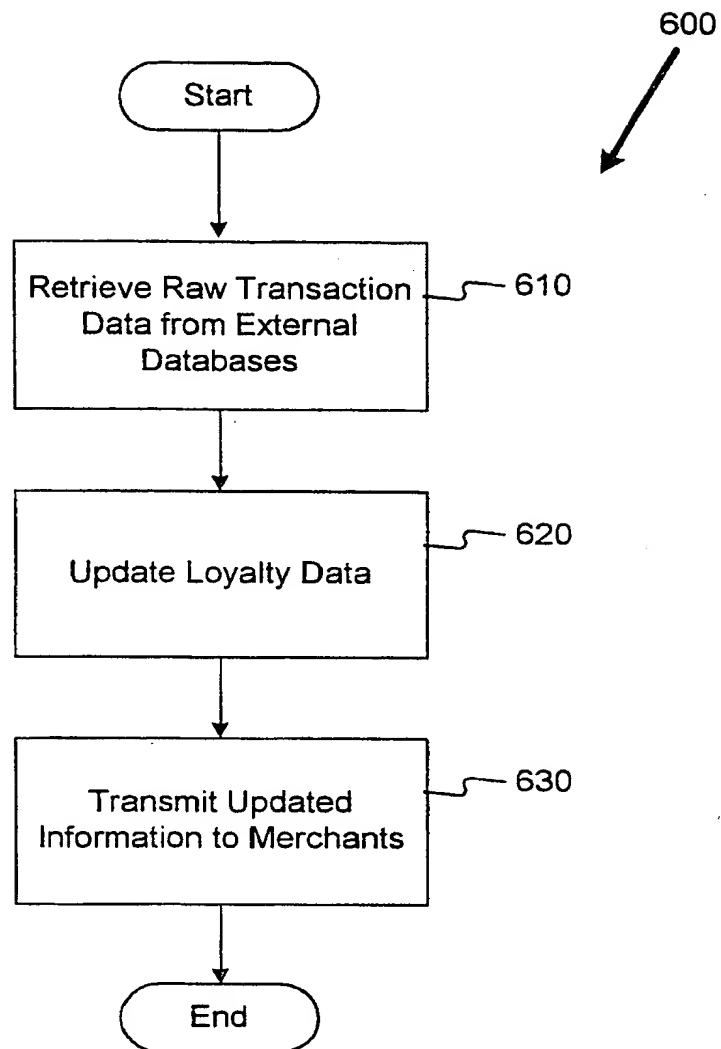 600
Start
Retrieve Raw Transaction
Data from External
Databases
610
Update Loyalty Data
620
Transmit Updated
Information to Merchants
630
End